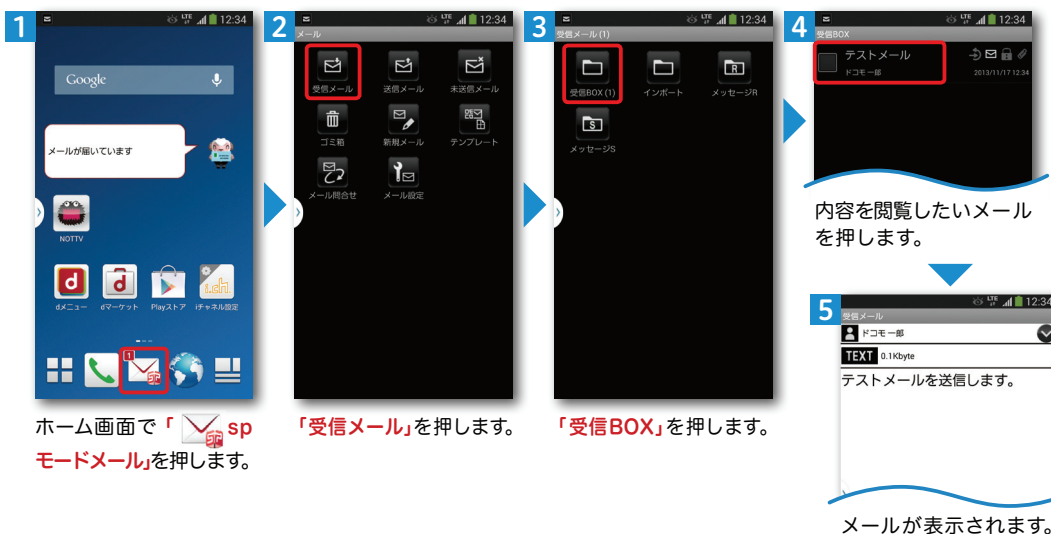 1
12:34
LTE
Google
メールが届いています
NOTTV
dメニュー
dマーケット
Playストア
iチャネル設定
1
ホーム画面で「 sp
モードメール」を押します。
2
LTE
12:34
メール
受信メール
送信メール
未送信メール
ゴミ箱
新規メール
テンプレート
メール問合せ
メール設定
「受信メール」を押します。
3
LTE
12:34
受信メール (1)
受信BOX (1)
インポート
メッセージR
メッセージS
「受信BOX」を押します。
4
LTE
12:34
受信BOX
テストメール
ドコモ 一郎
2013/11/17 12:34
内容を閲覧したいメール
を押します。
5
LTE
12:34
受信メール
ドコモ 一郎
TEXT 0.1Kbyte
テストメールを送信します。
メールが表示されます。